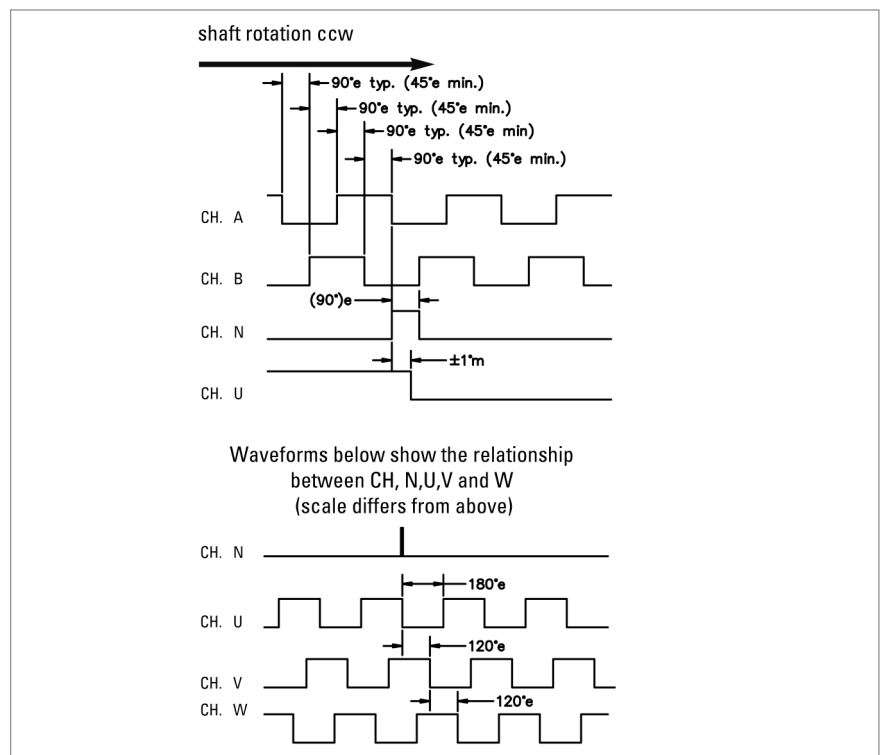 shaft rotation ccw
90°e typ. (45°e min.)
90°e typ. (45°e min.)
90°e typ. (45°e min)
90°e typ. (45°e min.)
CH. A
CH. B
(90°)e
CH. N
±1°m
CH. U
Waveforms below show the relationship
between CH, N,U,V and W
(scale differs from above)
CH. N
180°e
CH. U
120°e
CH. V
120°e
CH. W